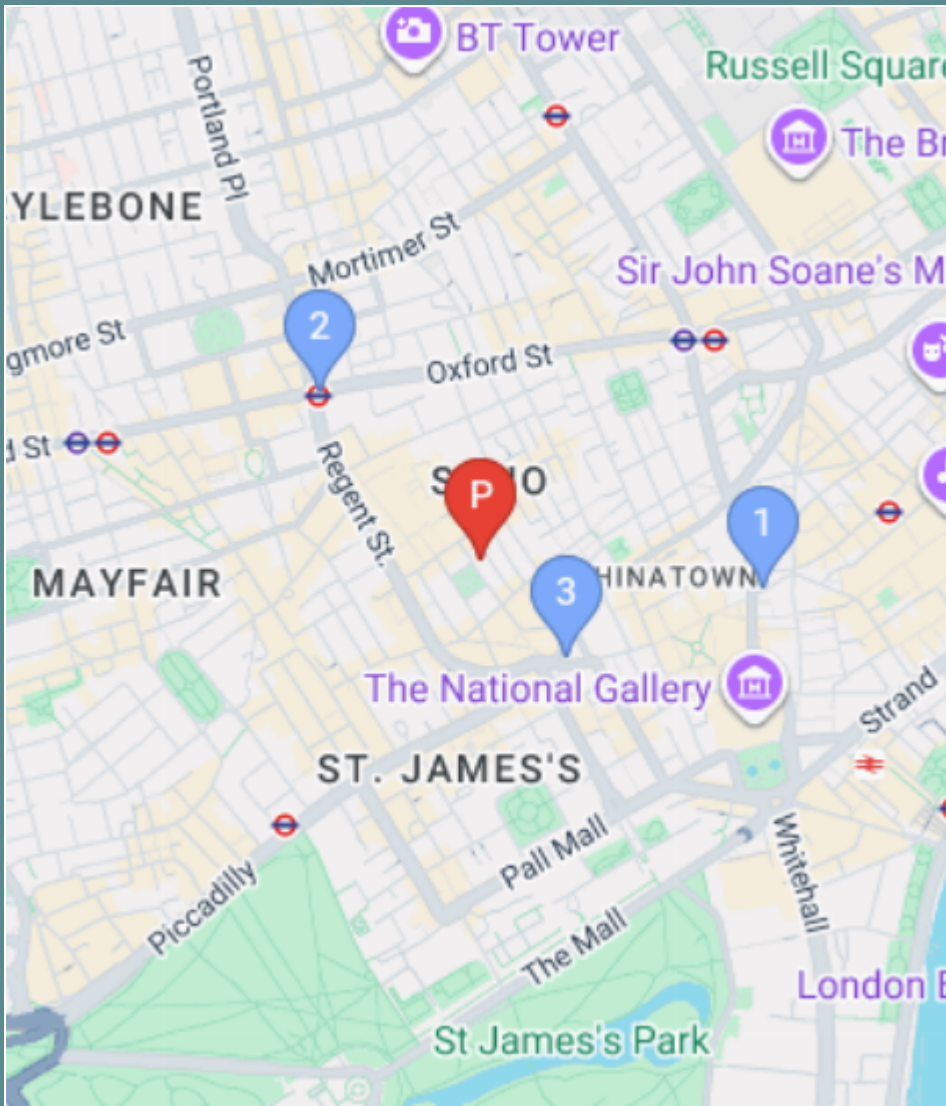 BT Tower
Russell Square
Portland Pl
The Br
YLEBONE
Mortimer St
Sir John Soane's M
gmore St
2
Oxford St
d St
Regent St.
P
1
MAYFAIR
3
HINATOWN
The National Gallery
Strand
ST. JAMES'S
Pall Mall
Whitehall
Piccadilly
The Mall
London
St James's Park